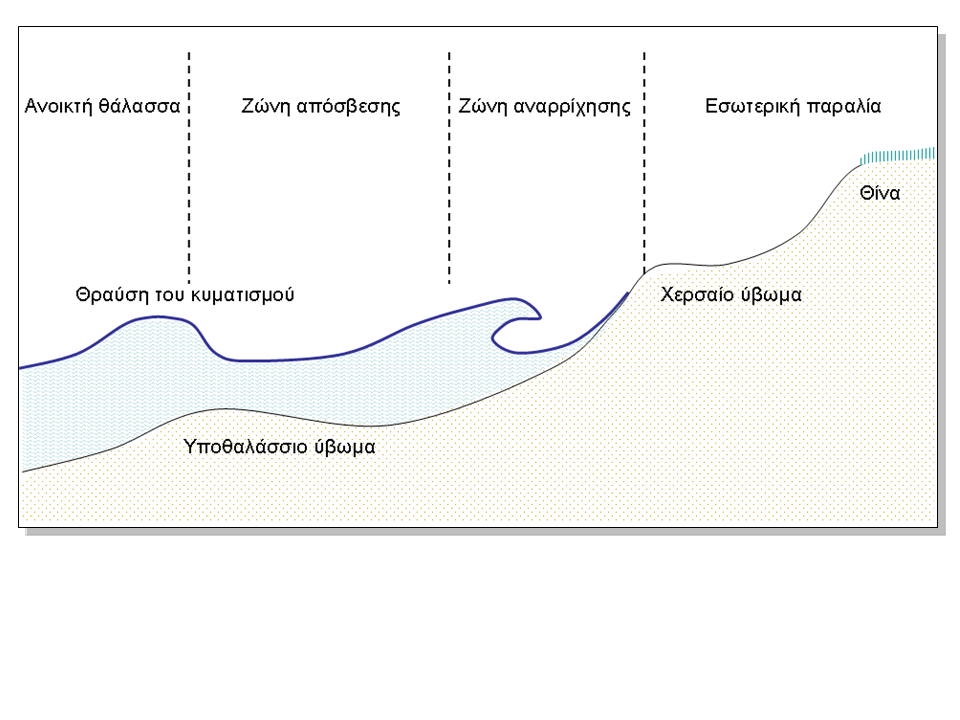 Ανοικτή θάλασσα
Ζώνη απόσβεσης
Ζώνη αναρρίχησης
Εσωτερική παραλία
Θίνα
Θραύση του κυματισμού
Χερσαίο ύβωμα
Υποθαλάσσιο ύβωμα